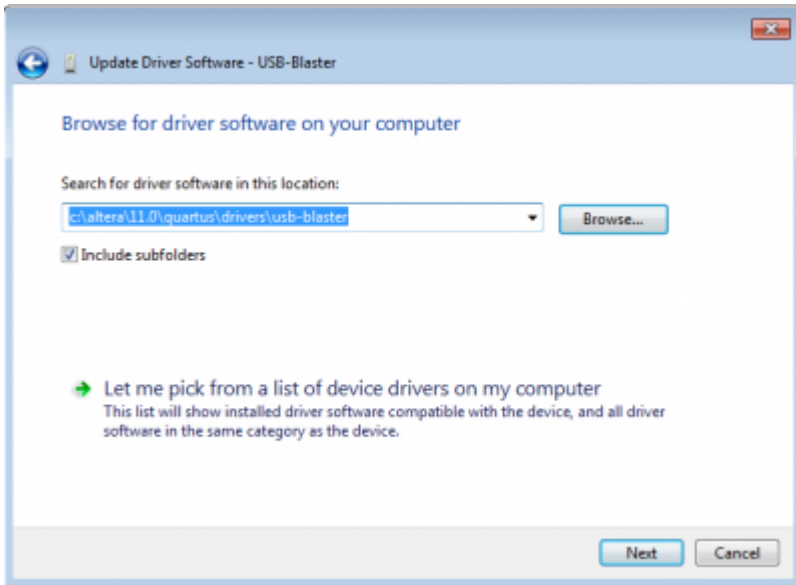 Update Driver Software - USB-Blaster
Browse for driver software on your computer
Search for driver software in this location:
c:\altera\11.0\quartus\drivers\usb-blaster
Browse...
Include subfolders
Let me pick from a list of device drivers on my computer
This list will show installed driver software compatible with the device, and all driver
software in the same category as the device.
Next
Cancel